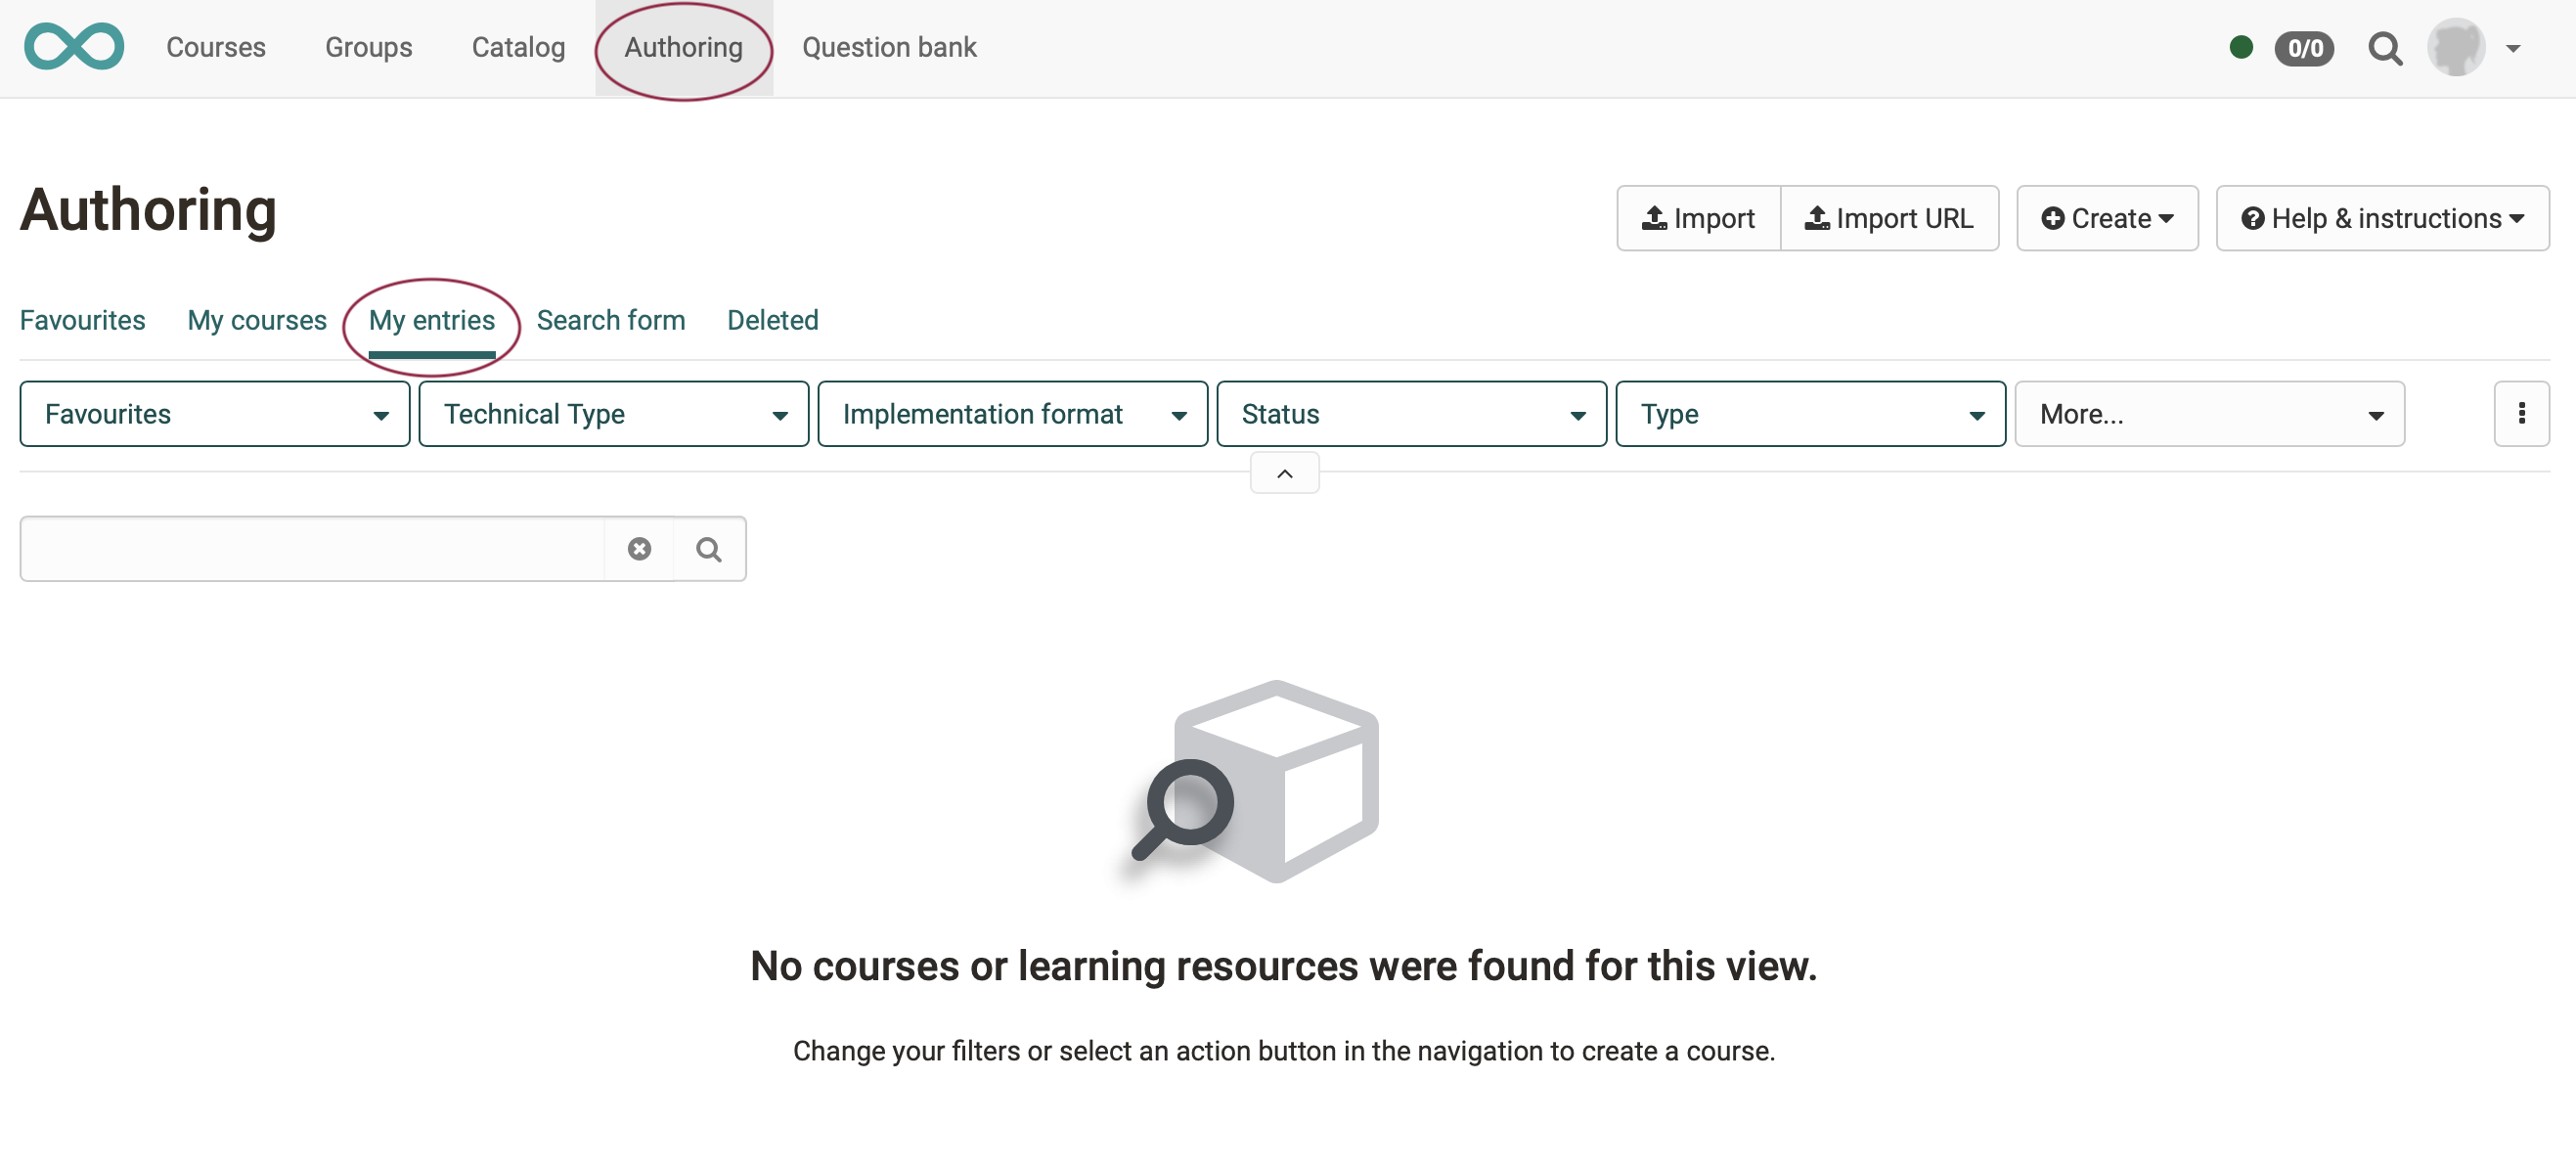 Courses Groups Catalog Authoring Question bank 0/0
Authoring
Import Import URL Create Help & instructions
Favourites My courses My entries Search form Deleted
Favourites Technical Type Implementation format Status Type More...
No courses or learning resources were found for this view.
Change your filters or select an action button in the navigation to create a course.